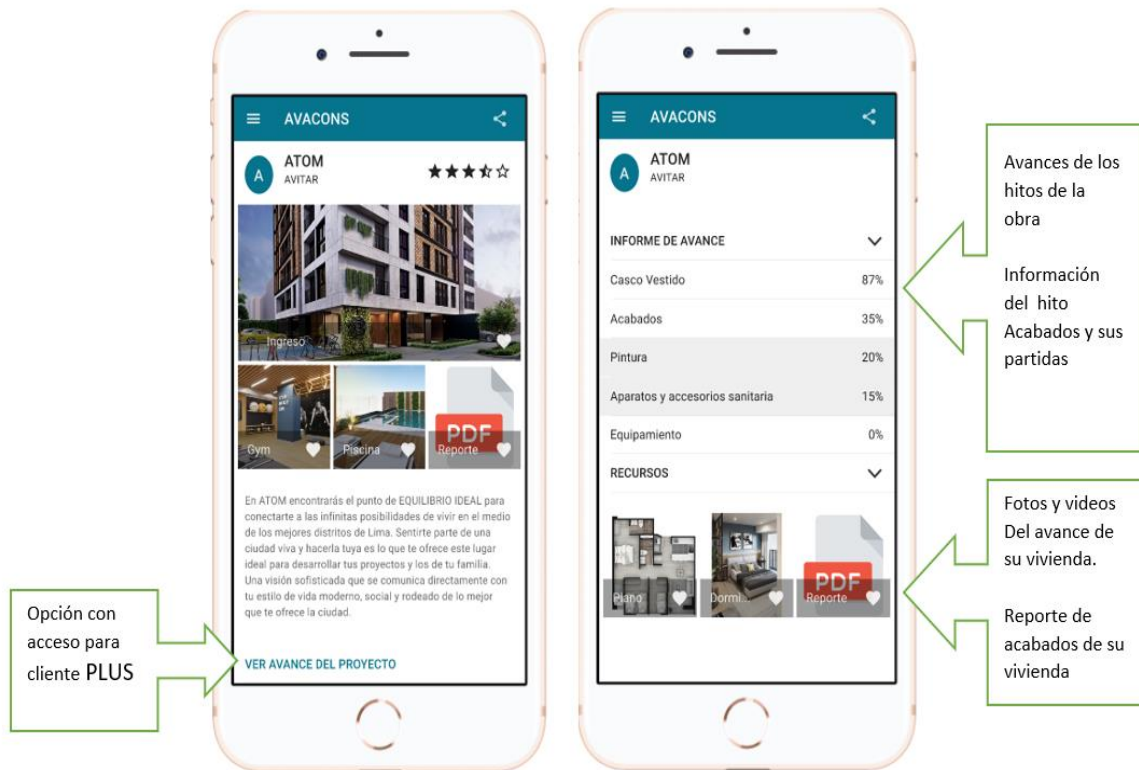 AVACONS
A
ATOM
AVITAR
Ingreso
Gym
Piscina
PDF
Reporte
En ATOM encontrarás el punto de EQUILIBRIO IDEAL para
conectarte a las infinitas posibilidades de vivir en el medio
de los mejores distritos de Lima. Sentirte parte de una
ciudad viva y hacerla tuya es lo que te ofrece este lugar
ideal para desarrollar tus proyectos y los de tu familia.
Una visión sofisticada que se comunica directamente con
tu estilo de vida moderno, social y rodeado de lo mejor
que te ofrece la ciudad.
VER AVANCE DEL PROYECTO
Opción con
acceso para
cliente PLUS
AVACONS
A
ATOM
AVITAR
INFORME DE AVANCE
Casco Vestido 87%
Acabados 35%
Pintura 20%
Aparatos y accesorios sanitaria 15%
Equipamiento 0%
RECURSOS
Plano
Dormi...
PDF
Reporte
Avances de los
hitos de la
obra
Información
del hito
Acabados y sus
partidas
Fotos y videos
Del avance de
su vivienda.
Reporte de
acabados de su
vivienda